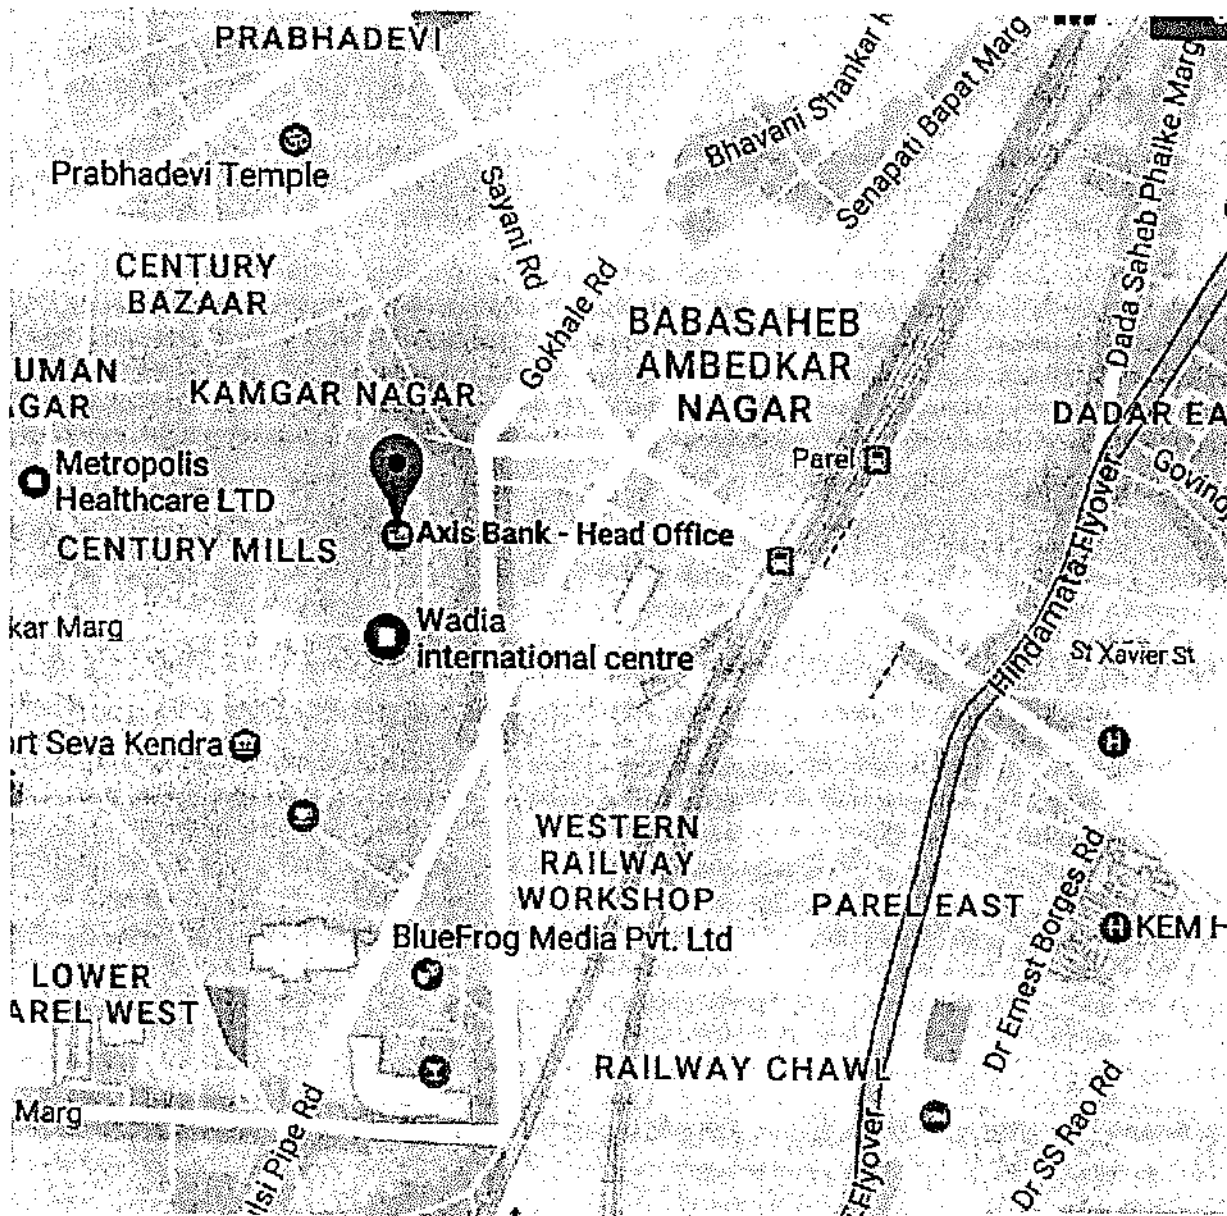 PRABHADEVI
Bhavani Shankar
Senapati Bapat Marg
Dada Saheb Phalke Marg
Prabhadevi Temple
Sayani Rd
CENTURY
BAZAAR
Gokhale Rd
BABASAHEB
AMBEDKAR
NAGAR
UMAN
GAR
KAMGAR NAGAR
DADAR EA
Metropolis
Healthcare LTD
Parel
Govind
CENTURY MILLS
Axis Bank - Head Office
Hindamata Flyover
kar Marg
Wadia
international centre
St Xavier St
art Seva Kendra
WESTERN
RAILWAY
WORKSHOP
PAREL EAST
Dr Ernest Borges Rd
KEM H
BlueFrog Media Pvt. Ltd
LOWER
AREL WEST
RAILWAY CHAWL
Marg
lsi Pipe Rd
Flyover
Dr SS Rao Rd